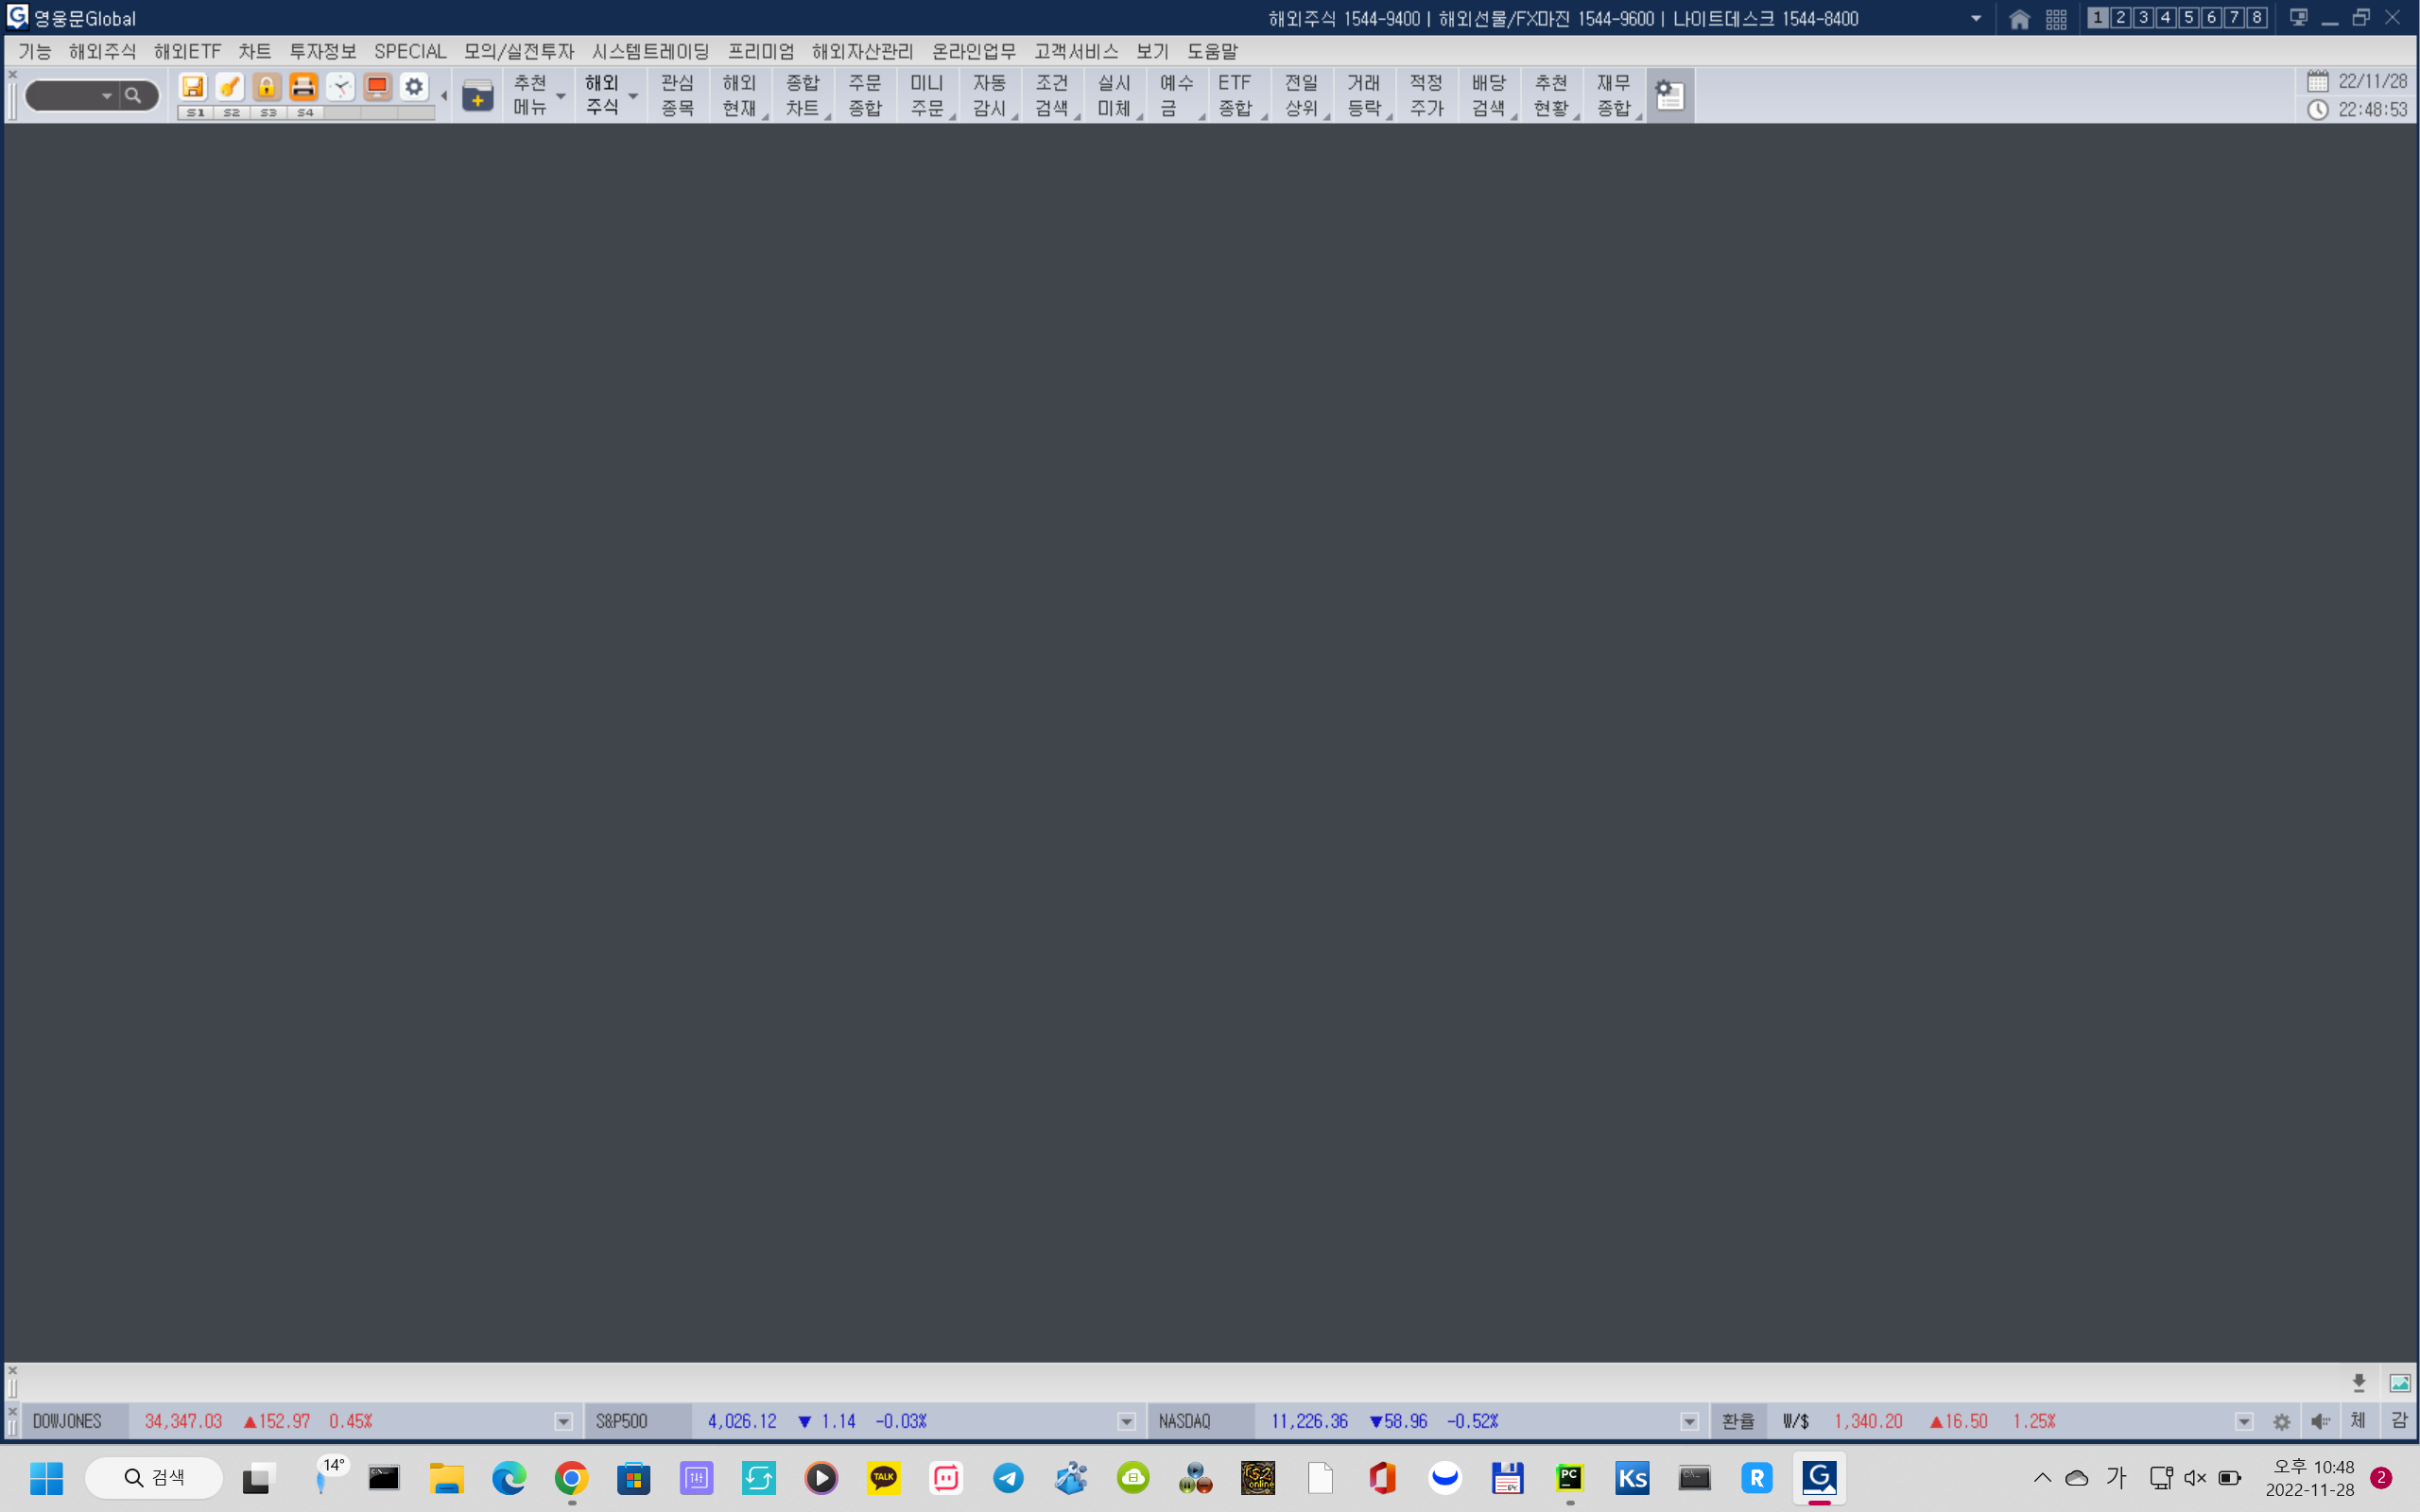 영웅문Global
해외주식 1544-9400 | 해외선물/FX마진 1544-9600 | 나이트데스크 1544-8400
1 2 3 4 5 6 7 8
기능 해외주식 해외ETF 차트 투자정보 SPECIAL 모의/실전투자 시스템트레이딩 프리미엄 해외자산관리 온라인업무 고객서비스 보기 도움말
추천 해외 관심 해외 종합 주문 미니 자동 조건 실시 예수 ETF 전일 거래 적정 배당 추천 재무
메뉴 주식 종목 현재 차트 종합 주문 감시 검색 미체 금 종합 상위 등락 주가 검색 현황 종합
S1 S2 S3 S4
22/11/28
22:48:53
DOWJONES 34,347.03 ▲152.97 0.45% S&P500 4,026.12 ▼ 1.14 -0.03% NASDAQ 11,226.36 ▼58.96 -0.52% 환율 W/$ 1,340.20 ▲16.50 1.25% 체 감
검색
14°
TALK
online
PC
Ks
R
G
가
오후 10:48
2022-11-28
2